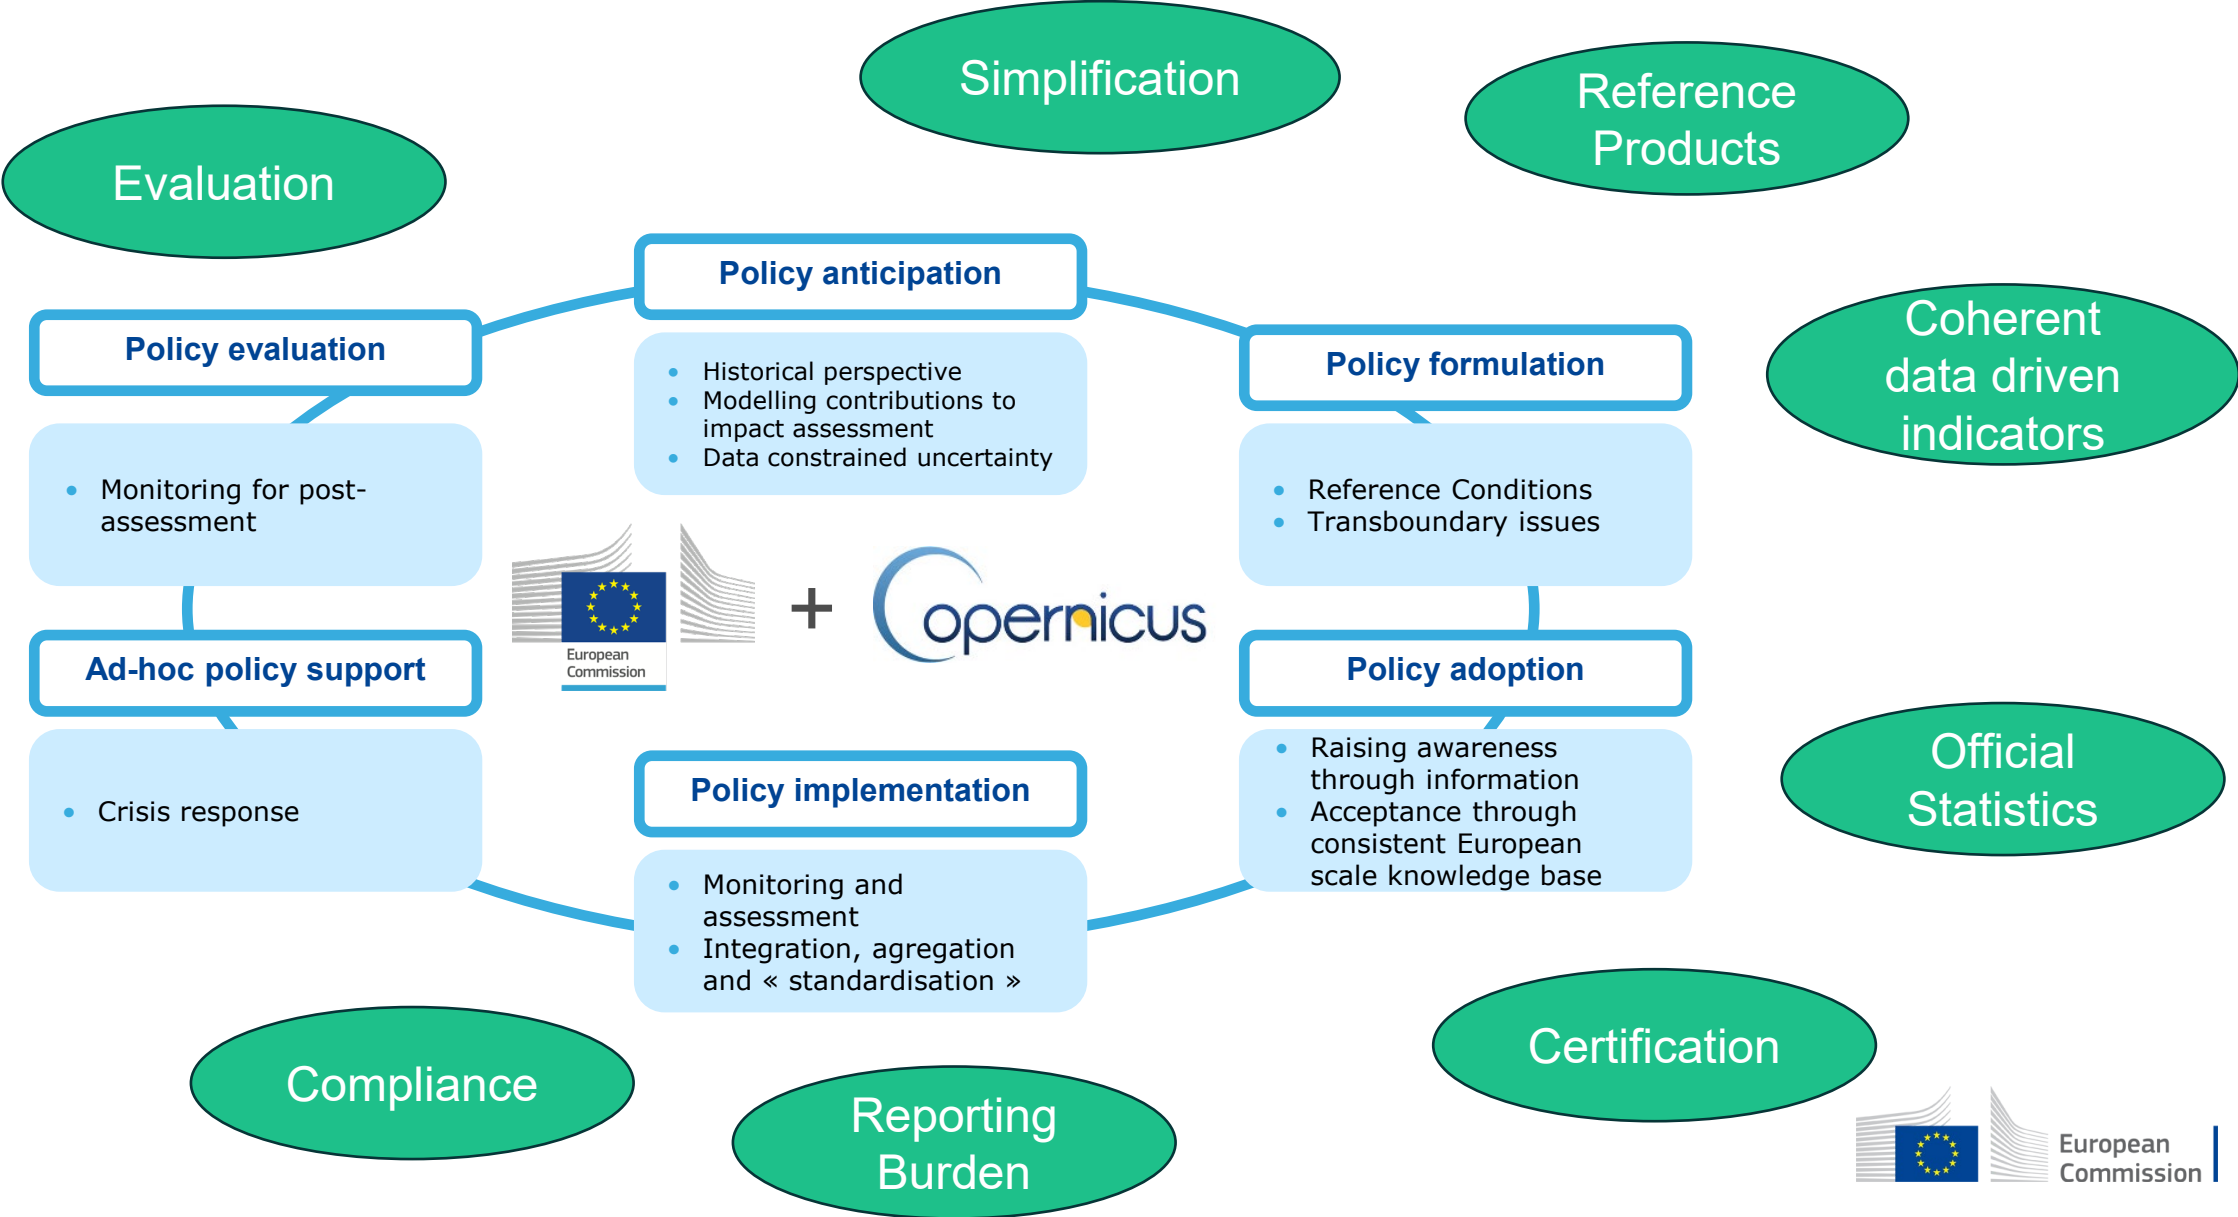 Simplification
Reference
Products
Evaluation
Policy anticipation
• Historical perspective
• Modelling contributions to
impact assessment
• Data constrained uncertainty
Policy evaluation
• Monitoring for post-
assessment
Policy formulation
• Reference Conditions
• Transboundary issues
Coherent
data driven
indicators
European
Commission
+
Copernicus
Ad-hoc policy support
• Crisis response
Policy implementation
• Monitoring and
assessment
• Integration, agregation
and « standardisation »
Policy adoption
• Raising awareness
through information
• Acceptance through
consistent European
scale knowledge base
Official
Statistics
Compliance
Reporting
Burden
Certification
European
Commission